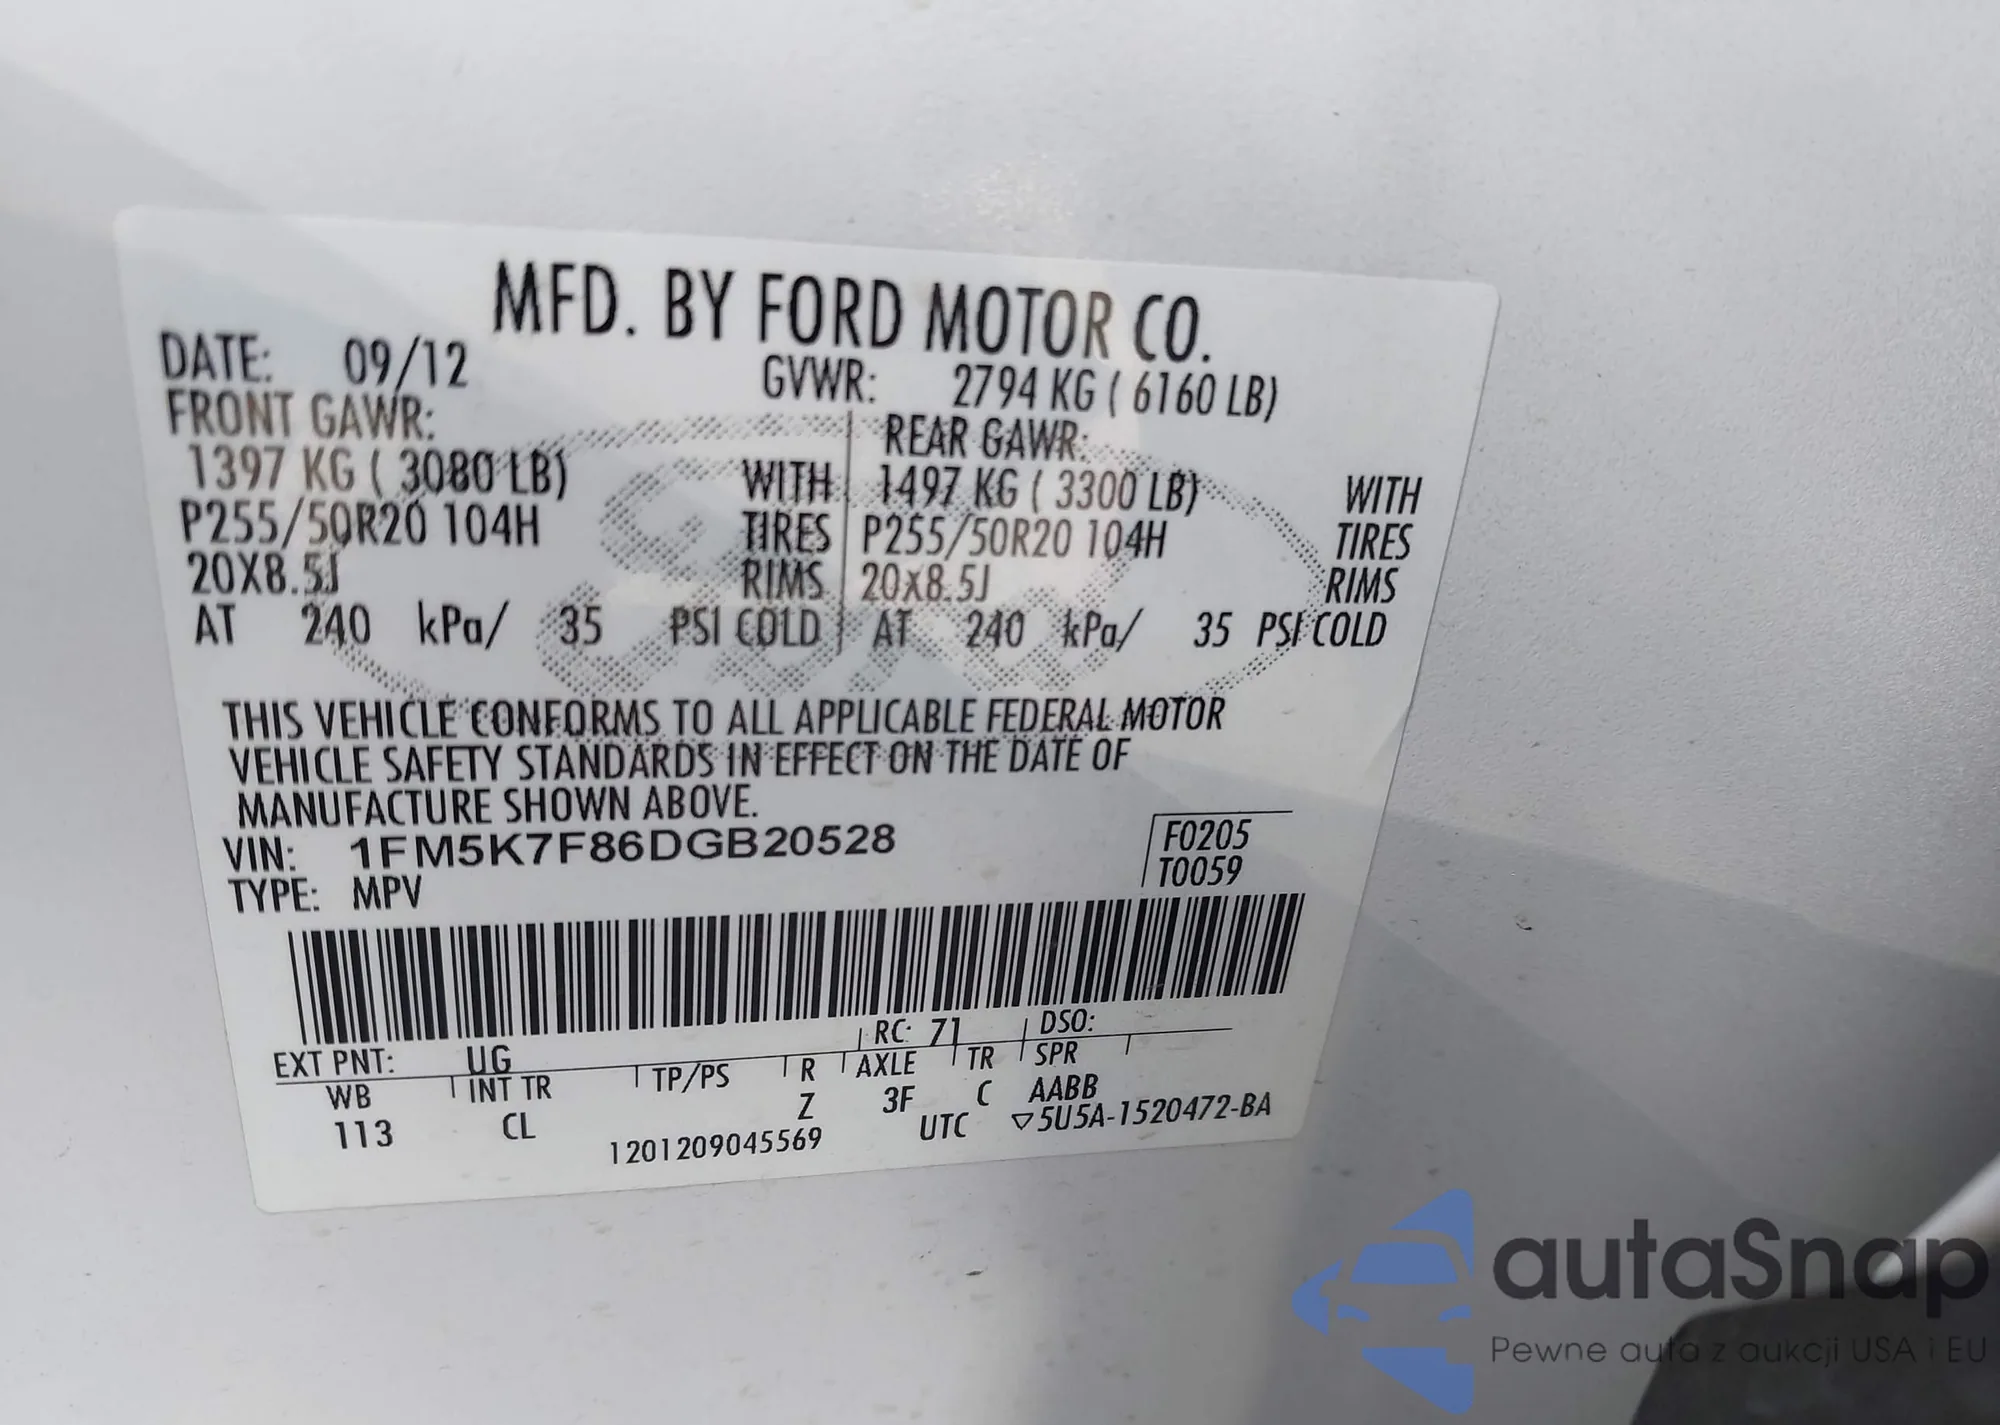 MFD. BY FORD MOTOR CO.
DATE: 09/12 GVWR: 2794 KG ( 6160 LB)
FRONT GAWR: REAR GAWR:
1397 KG ( 3080 LB) WITH 1497 KG ( 3300 LB) WITH
P255/50R20 104H TIRES P255/50R20 104H TIRES
20X8.5J RIMS 20X8.5J RIMS
AT 240 kPa/ 35 PSI COLD AT 240 kPa/ 35 PSI COLD
THIS VEHICLE CONFORMS TO ALL APPLICABLE FEDERAL MOTOR
VEHICLE SAFETY STANDARDS IN EFFECT ON THE DATE OF
MANUFACTURE SHOWN ABOVE.
VIN: 1FM5K7F86DGB20528 F0205
TYPE: MPV T0059
EXT PNT: UG RC: 71 DSO:
WB INT TR TP/PS R AXLE TR SPR
113 CL Z 3F C AABB
1201209045569 UTC ▽5U5A-1520472-BA
autaSnap
Pewne auta z aukcji USA i EU